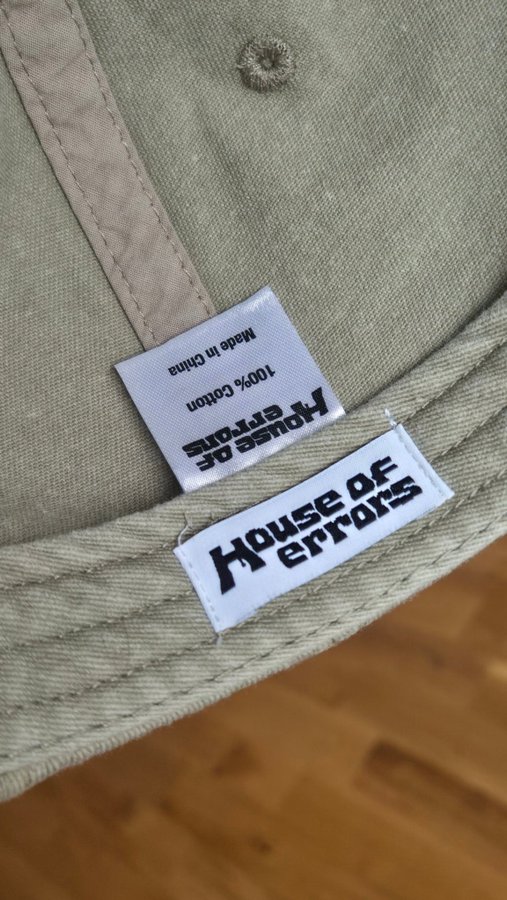 House of
errors
100% Cotton
Made in China
House of
errors